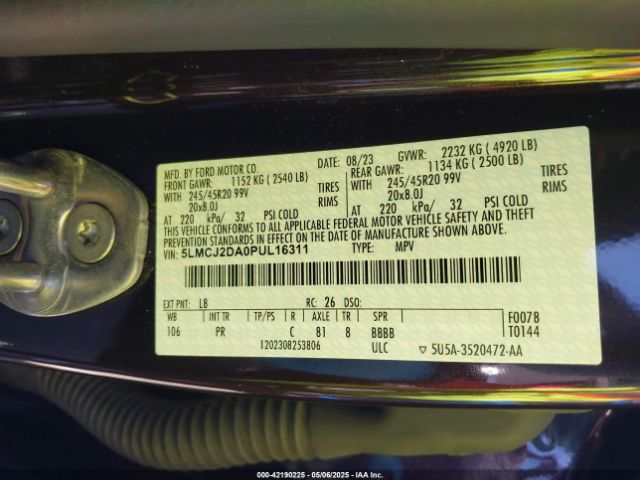 MFD. BY FORD MOTOR CO.
DATE: 08/23 GVWR: 2232 KG ( 4920 LB)
FRONT GAWR: 1152 KG ( 2540 LB) REAR GAWR: 1134 KG ( 2500 LB)
WITH 245/45R20 99V TIRES WITH 245/45R20 99V TIRES
20x8.0J RIMS 20x8.0J RIMS
AT 220 kPa/ 32 PSI COLD AT 220 kPa/ 32 PSI COLD
THIS VEHICLE CONFORMS TO ALL APPLICABLE FEDERAL MOTOR VEHICLE SAFETY AND THEFT
PREVENTION STANDARDS IN EFFECT ON THE DATE OF MANUFACTURE SHOWN ABOVE.
VIN: 5LMCJ2DA0PUL16311 TYPE: MPV
EXT PNT: L8 RC: 26 DSO:
WB INT TR TP/PS R AXLE TR SPR F0078
106 PR C 81 8 BBBB T0144
1202308253806 ULC 5U5A-3520472-AA
000-42190225 - 05/06/2025 - IAA Inc.